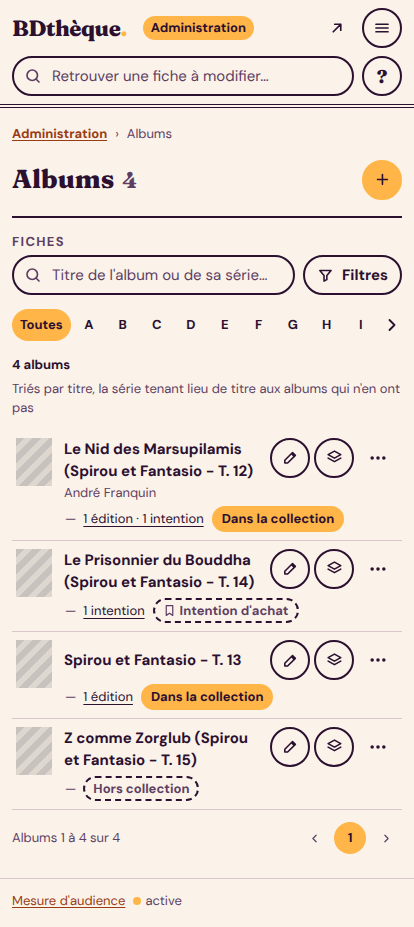 BDthèque. Administration
Retrouver une fiche à modifier... ?
Administration › Albums
Albums 4 +
FICHES
Titre de l'album ou de sa série... Filtres
Toutes A B C D E F G H I
4 albums
Triés par titre, la série tenant lieu de titre aux albums qui n'en ont
pas
Le Nid des Marsupilamis
(Spirou et Fantasio – T. 12)
André Franquin
— 1 édition · 1 intention Dans la collection
Le Prisonnier du Bouddha
(Spirou et Fantasio – T. 14)
— 1 intention Intention d'achat
Spirou et Fantasio – T. 13
— 1 édition Dans la collection
Z comme Zorglub (Spirou
et Fantasio – T. 15)
— Hors collection
Albums 1 à 4 sur 4 ‹ 1 ›
Mesure d'audience active